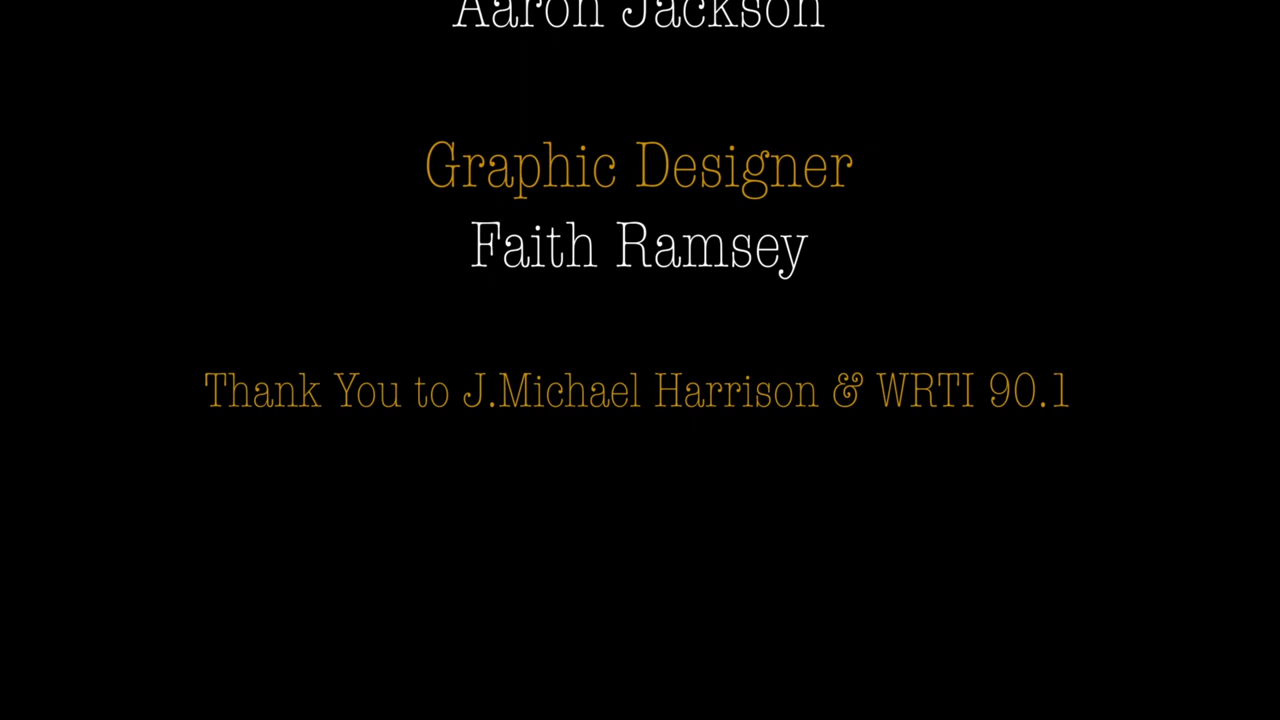 Aaron Jackson
Graphic Designer
Faith Ramsey
Thank You to J.Michael Harrison & WRTI 90.1